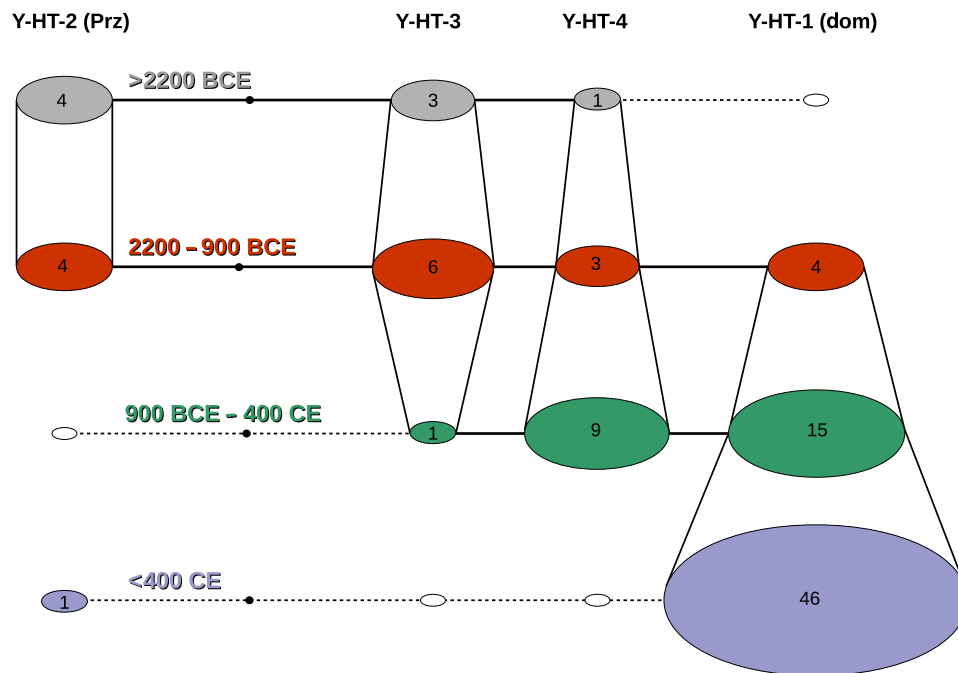 Y-HT-2 (Prz) Y-HT-3 Y-HT-4 Y-HT-1 (dom)
>2200 BCE
4 3 1
2200 – 900 BCE
4 6 3 4
900 BCE – 400 CE
1 9 15
<400 CE
1 46